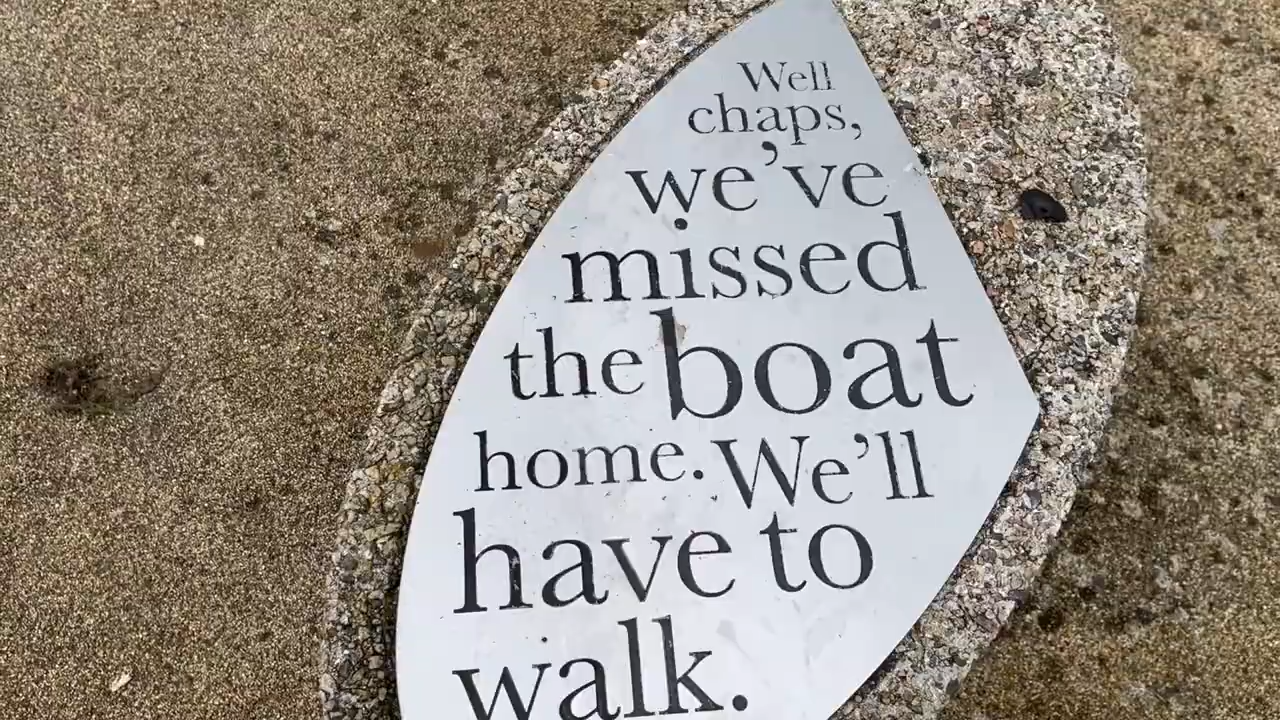 Well
chaps,
we've
missed
the boat
home. We'll
have to
walk.